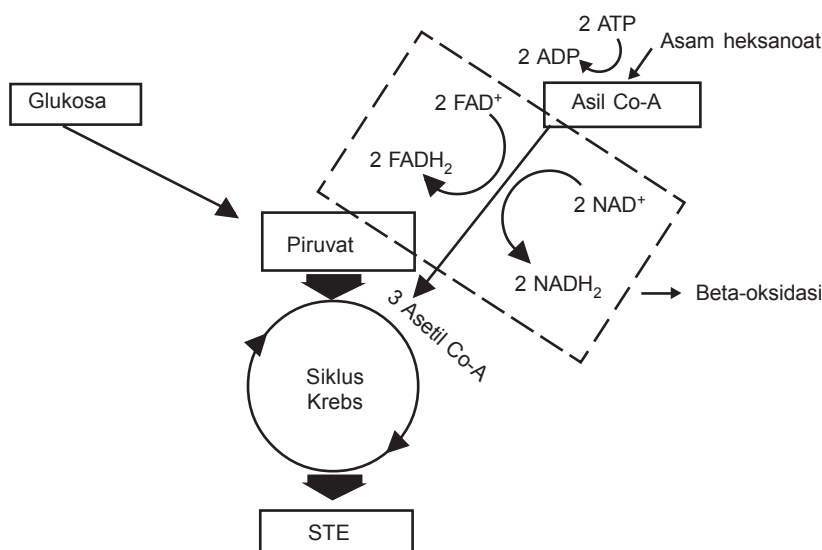 2 ATP
2 ADP
Asam heksanoat
Glukosa
Asil Co-A
2 FAD⁺
2 FADH₂
2 NAD⁺
Piruvat
2 NADH₂
Beta-oksidasi
3 Asetil Co-A
Siklus
Krebs
STE